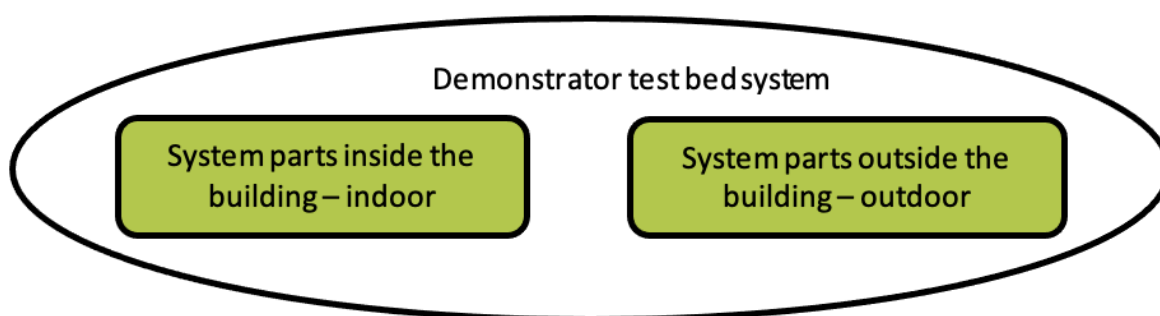 Demonstrator test bed system
System parts inside the
building – indoor
System parts outside the
building – outdoor